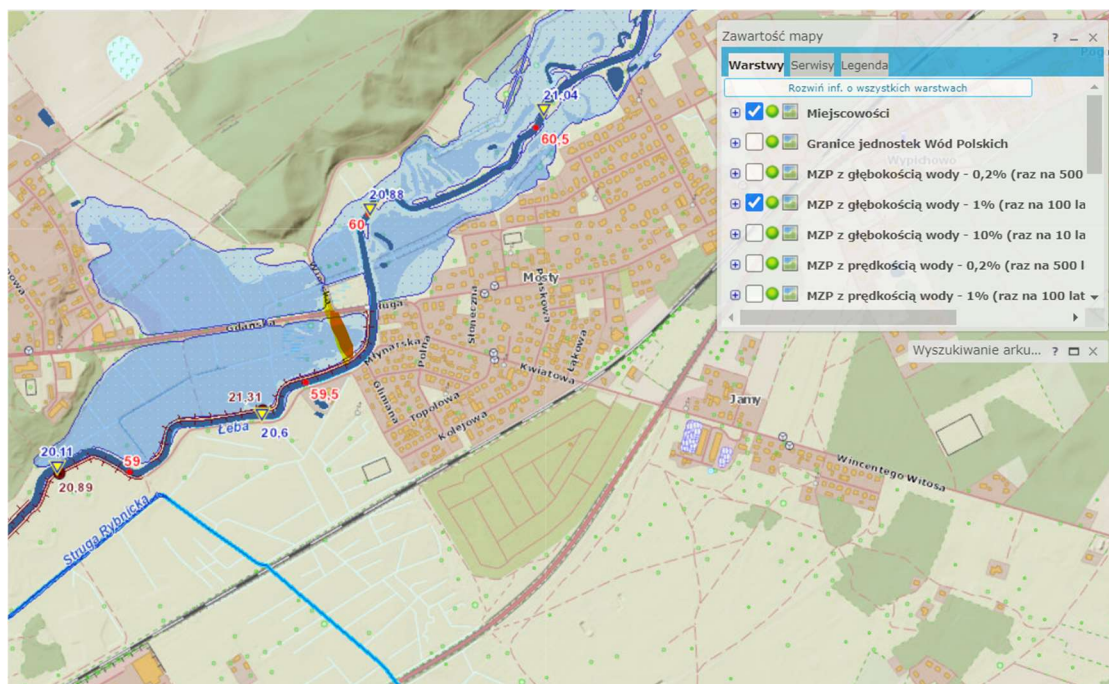 Zawartość mapy
Warstwy Serwisy Legenda
Rozwiń inf. o wszystkich warstwach
Miejscowości
Granice jednostek Wód Polskich
Wypichowo
MZP z głębokością wody - 0,2% (raz na 500
MZP z głębokością wody - 1% (raz na 100 la
MZP z głębokością wody - 10% (raz na 10 la
MZP z prędkością wody - 0,2% (raz na 500 l
MZP z prędkością wody - 1% (raz na 100 lat
Wyszukiwanie arku...
21,04
60,5
20,88
60
Mosty
Piaskowa
Słoneczna
Długa
Gdańska
Młynarska
Polna
Łąkowa
Kwiatowa
59,5
Gliniana
Topolowa
Kolejowa
Jamy
21,31
Łeba
20,6
20,11
59
20,89
Wincentego Witosa
Struga Rybnicka